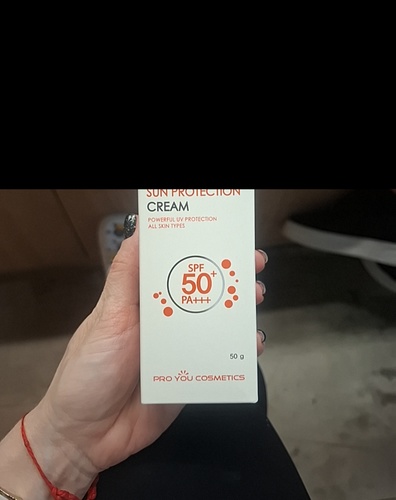 SUN PROTECTION
CREAM
POWERFUL UV PROTECTION
ALL SKIN TYPES
SPF
50+
PA+++
50 g
PRO YOU COSMETICS